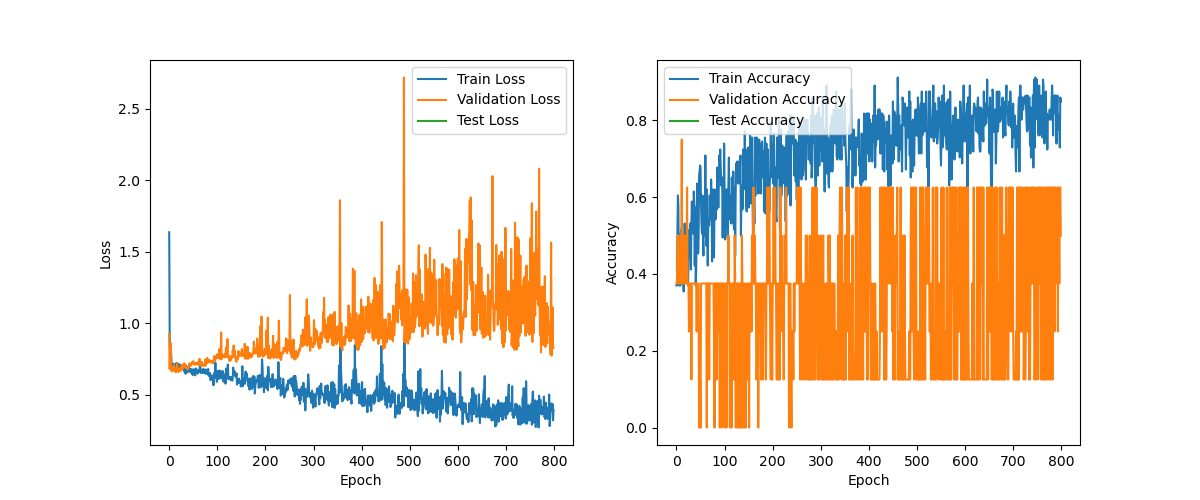 Train Loss
Validation Loss
Test Loss
2.5
2.0
1.5
1.0
0.5
0 100 200 300 400 500 600 700 800
Epoch
Loss
Train Accuracy
Validation Accuracy
Test Accuracy
0.8
0.6
0.4
0.2
0.0
0 100 200 300 400 500 600 700 800
Epoch
Accuracy